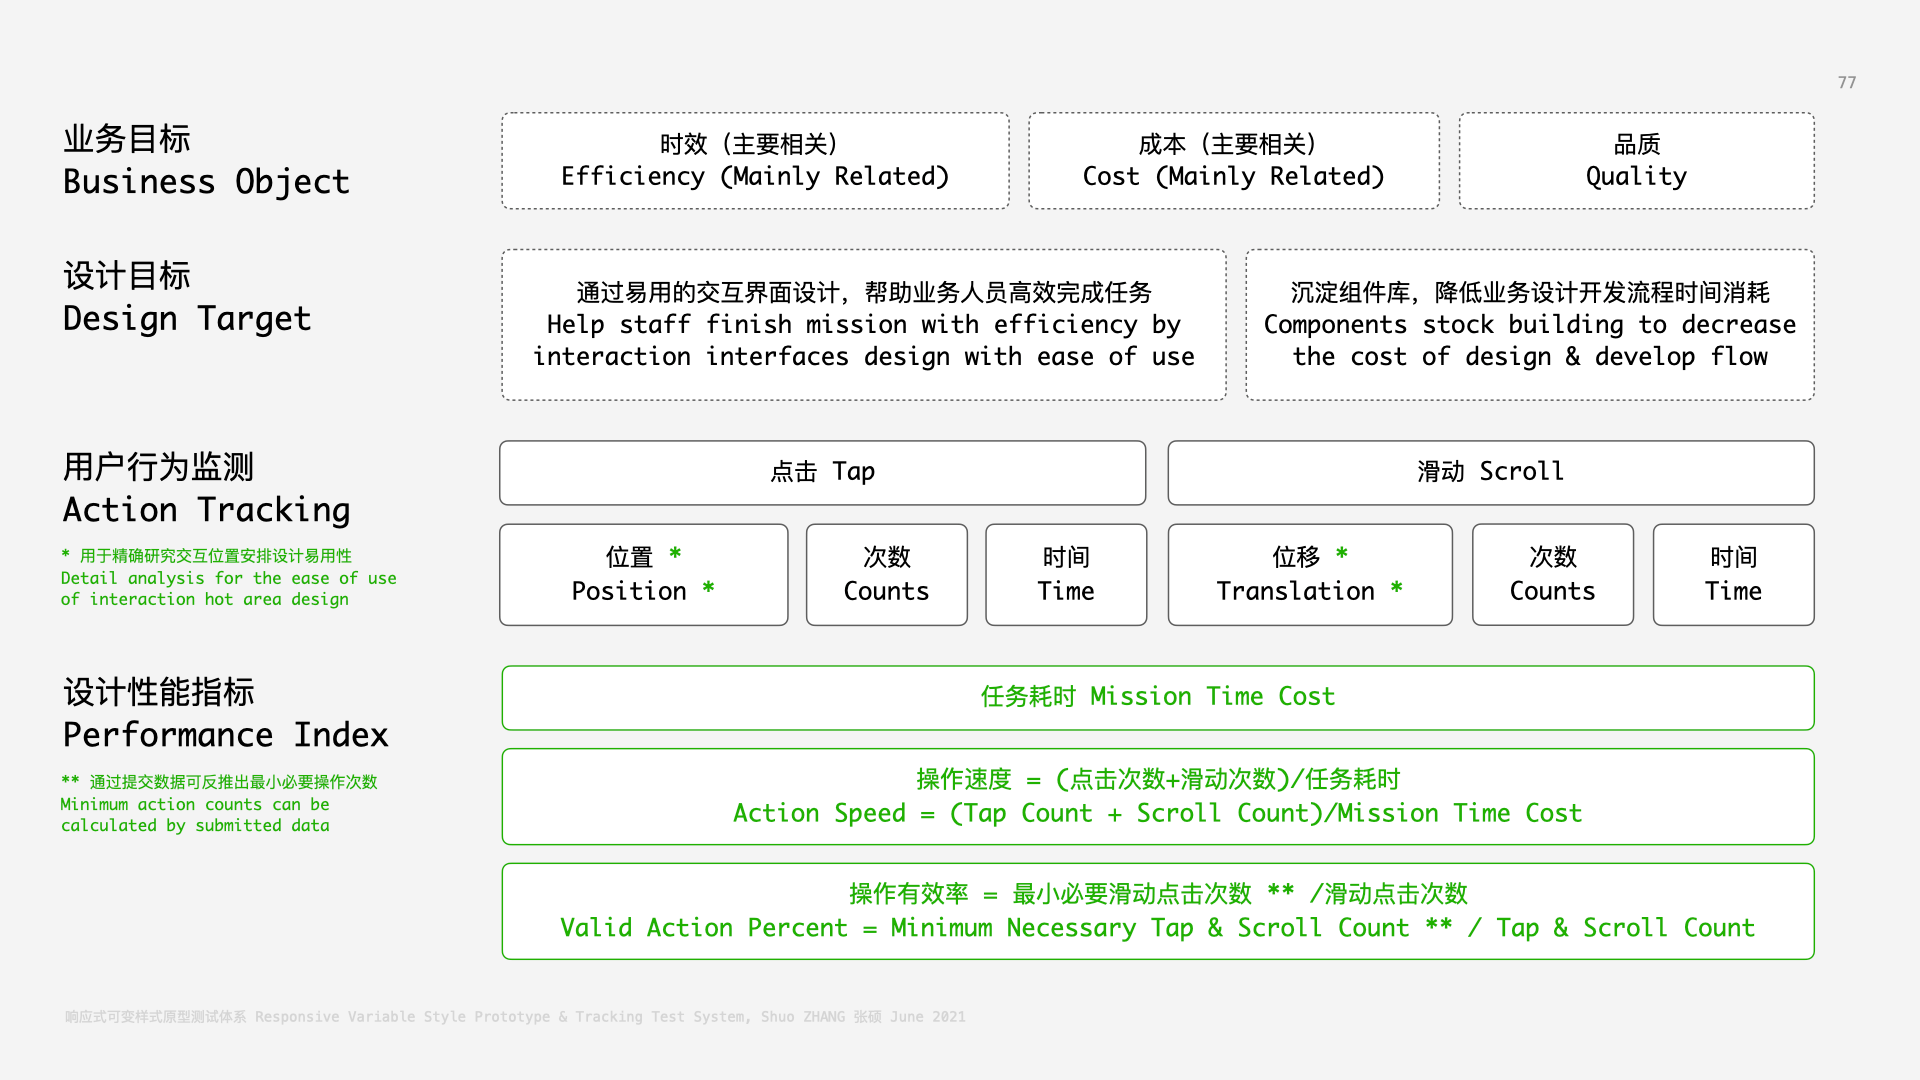 77
业务目标
Business Object
时效（主要相关）
Efficiency (Mainly Related)
成本（主要相关）
Cost (Mainly Related)
品质
Quality
设计目标
Design Target
通过易用的交互界面设计，帮助业务人员高效完成任务
Help staff finish mission with efficiency by
interaction interfaces design with ease of use
沉淀组件库，降低业务设计开发流程时间消耗
Components stock building to decrease
the cost of design & develop flow
用户行为监测
Action Tracking
* 用于精确研究交互位置安排设计易用性
Detail analysis for the ease of use
of interaction hot area design
点击 Tap
滑动 Scroll
位置 *
Position *
次数
Counts
时间
Time
位移 *
Translation *
次数
Counts
时间
Time
设计性能指标
Performance Index
** 通过提交数据可反推出最小必要操作次数
Minimum action counts can be
calculated by submitted data
任务耗时 Mission Time Cost
操作速度 = (点击次数+滑动次数)/任务耗时
Action Speed = (Tap Count + Scroll Count)/Mission Time Cost
操作有效率 = 最小必要滑动点击次数 ** /滑动点击次数
Valid Action Percent = Minimum Necessary Tap & Scroll Count ** / Tap & Scroll Count
响应式可变样式原型测试体系 Responsive Variable Style Prototype & Tracking Test System, Shuo ZHANG 张硕 June 2021